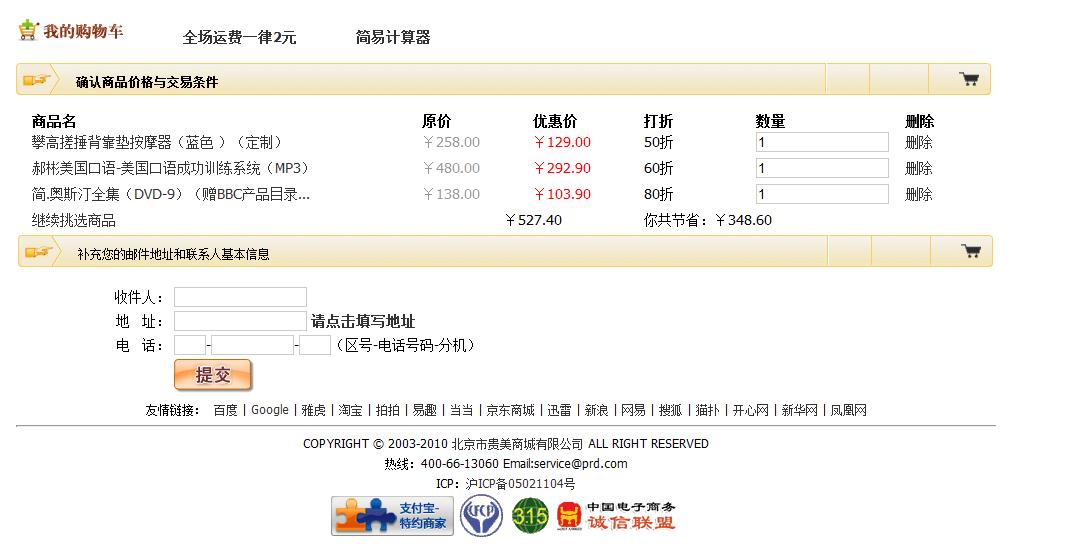 我的购物车 全场运费一律2元 简易计算器
确认商品价格与交易条件
商品名 原价 优惠价 打折 数量 删除
攀高搓捶背靠垫按摩器（蓝色 ）（定制） ￥258.00 ￥129.00 50折 1 删除
郝彬美国口语-美国口语成功训练系统（MP3） ￥480.00 ￥292.90 60折 1 删除
简.奥斯汀全集（DVD-9）（赠BBC产品目录... ￥138.00 ￥103.90 80折 1 删除
继续挑选商品 ￥527.40 你共节省：￥348.60
补充您的邮件地址和联系人基本信息
收件人：
地 址： 请点击填写地址
电 话： - - （区号-电话号码-分机）
提交
友情链接： 百度 | Google | 雅虎 | 淘宝 | 拍拍 | 易趣 | 当当 | 京东商城 | 迅雷 | 新浪 | 网易 | 搜狐 | 猫扑 | 开心网 | 新华网 | 凤凰网
COPYRIGHT © 2003-2010 北京市贵美商城有限公司 ALL RIGHT RESERVED
热线：400-66-13060 Email:service@prd.com
ICP：沪ICP备05021104号
支付宝-
特约商家
CFCP
315
中国电子商务
诚信联盟